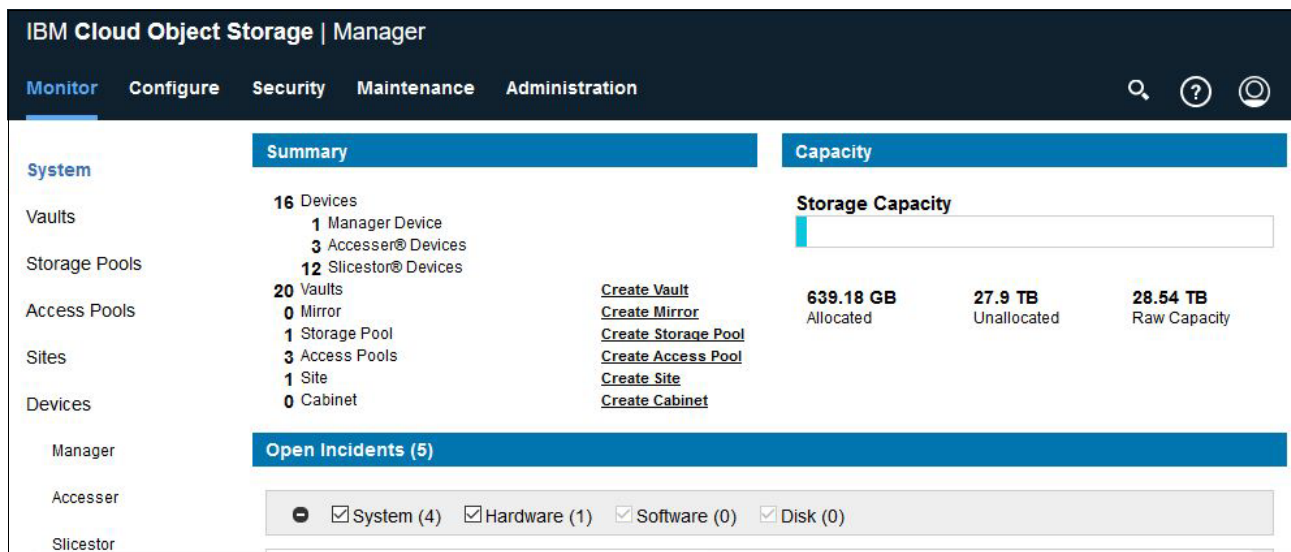 IBM Cloud Object Storage | Manager
Monitor Configure Security Maintenance Administration
?
System
Vaults
Storage Pools
Access Pools
Sites
Devices
Manager
Accesser
Slicestor
Summary
16 Devices
1 Manager Device
3 Accesser® Devices
12 Slicestor® Devices
20 Vaults Create Vault
0 Mirror Create Mirror
1 Storage Pool Create Storage Pool
3 Access Pools Create Access Pool
1 Site Create Site
0 Cabinet Create Cabinet
Capacity
Storage Capacity
639.18 GB 27.9 TB 28.54 TB
Allocated Unallocated Raw Capacity
Open Incidents (5)
System (4) Hardware (1) Software (0) Disk (0)